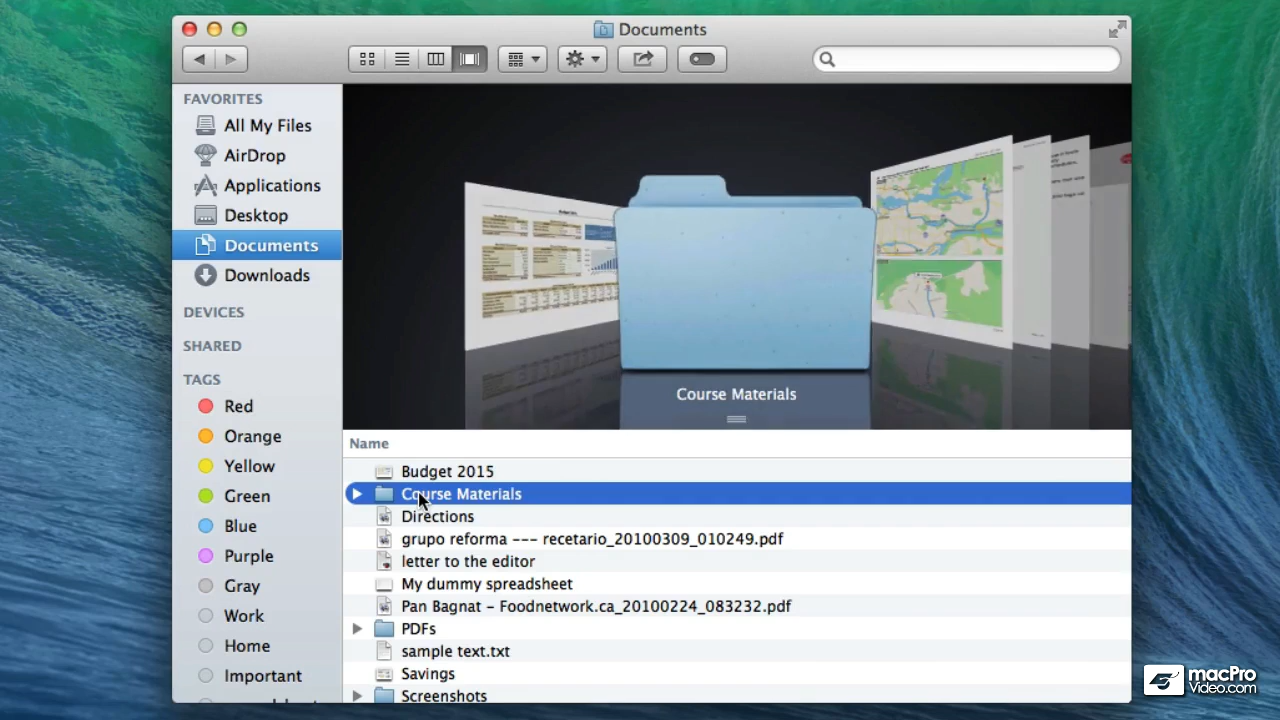 Documents
FAVORITES
All My Files
AirDrop
Applications
Desktop
Documents
Downloads
DEVICES
SHARED
TAGS
Red
Orange
Yellow
Green
Blue
Purple
Gray
Work
Home
Important
Course Materials
Name
Budget 2015
Course Materials
Directions
grupo reforma --- recetario_20100309_010249.pdf
letter to the editor
My dummy spreadsheet
Pan Bagnat - Foodnetwork.ca_20100224_083232.pdf
PDFs
sample text.txt
Savings
Screenshots
macPro
Video.com